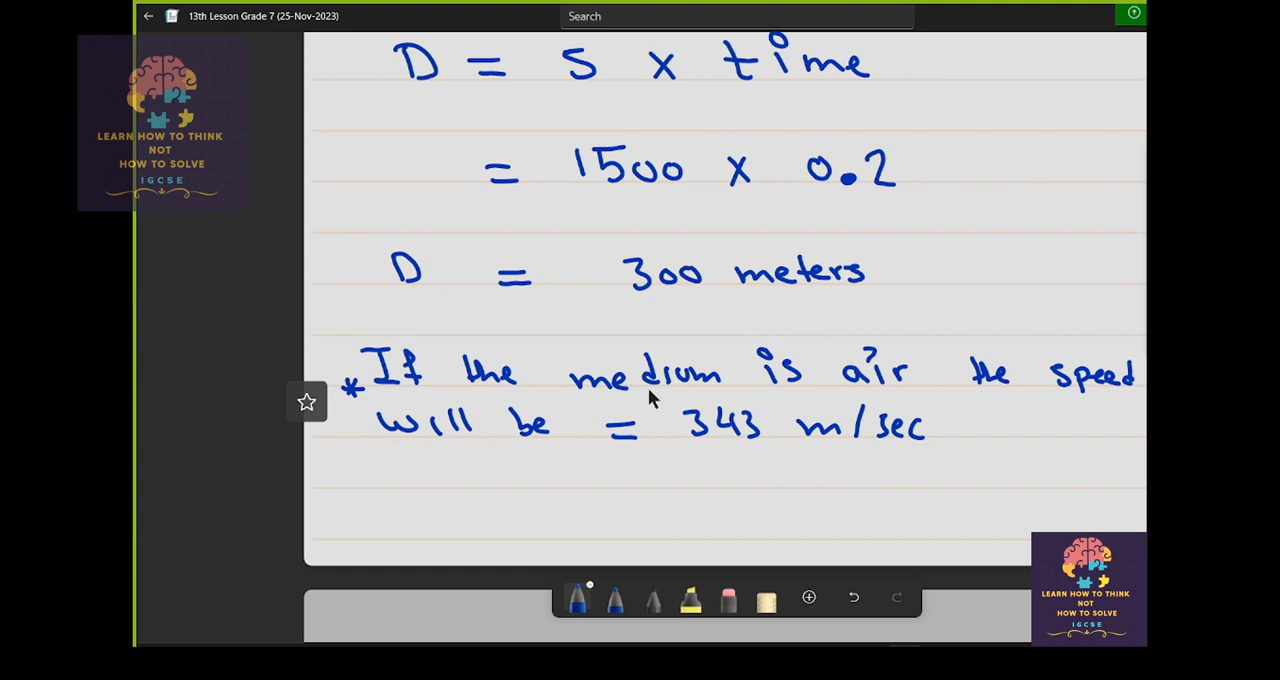 13th Lesson Grade 7 (25-Nov-2023)
Search
D = S × time
= 1500 × 0.2
D = 300 meters
* If the medium is air the speed
will be = 343 m/sec
LEARN HOW TO THINK
NOT
HOW TO SOLVE
IGCSE
LEARN HOW TO THINK
NOT
HOW TO SOLVE
IGCSE